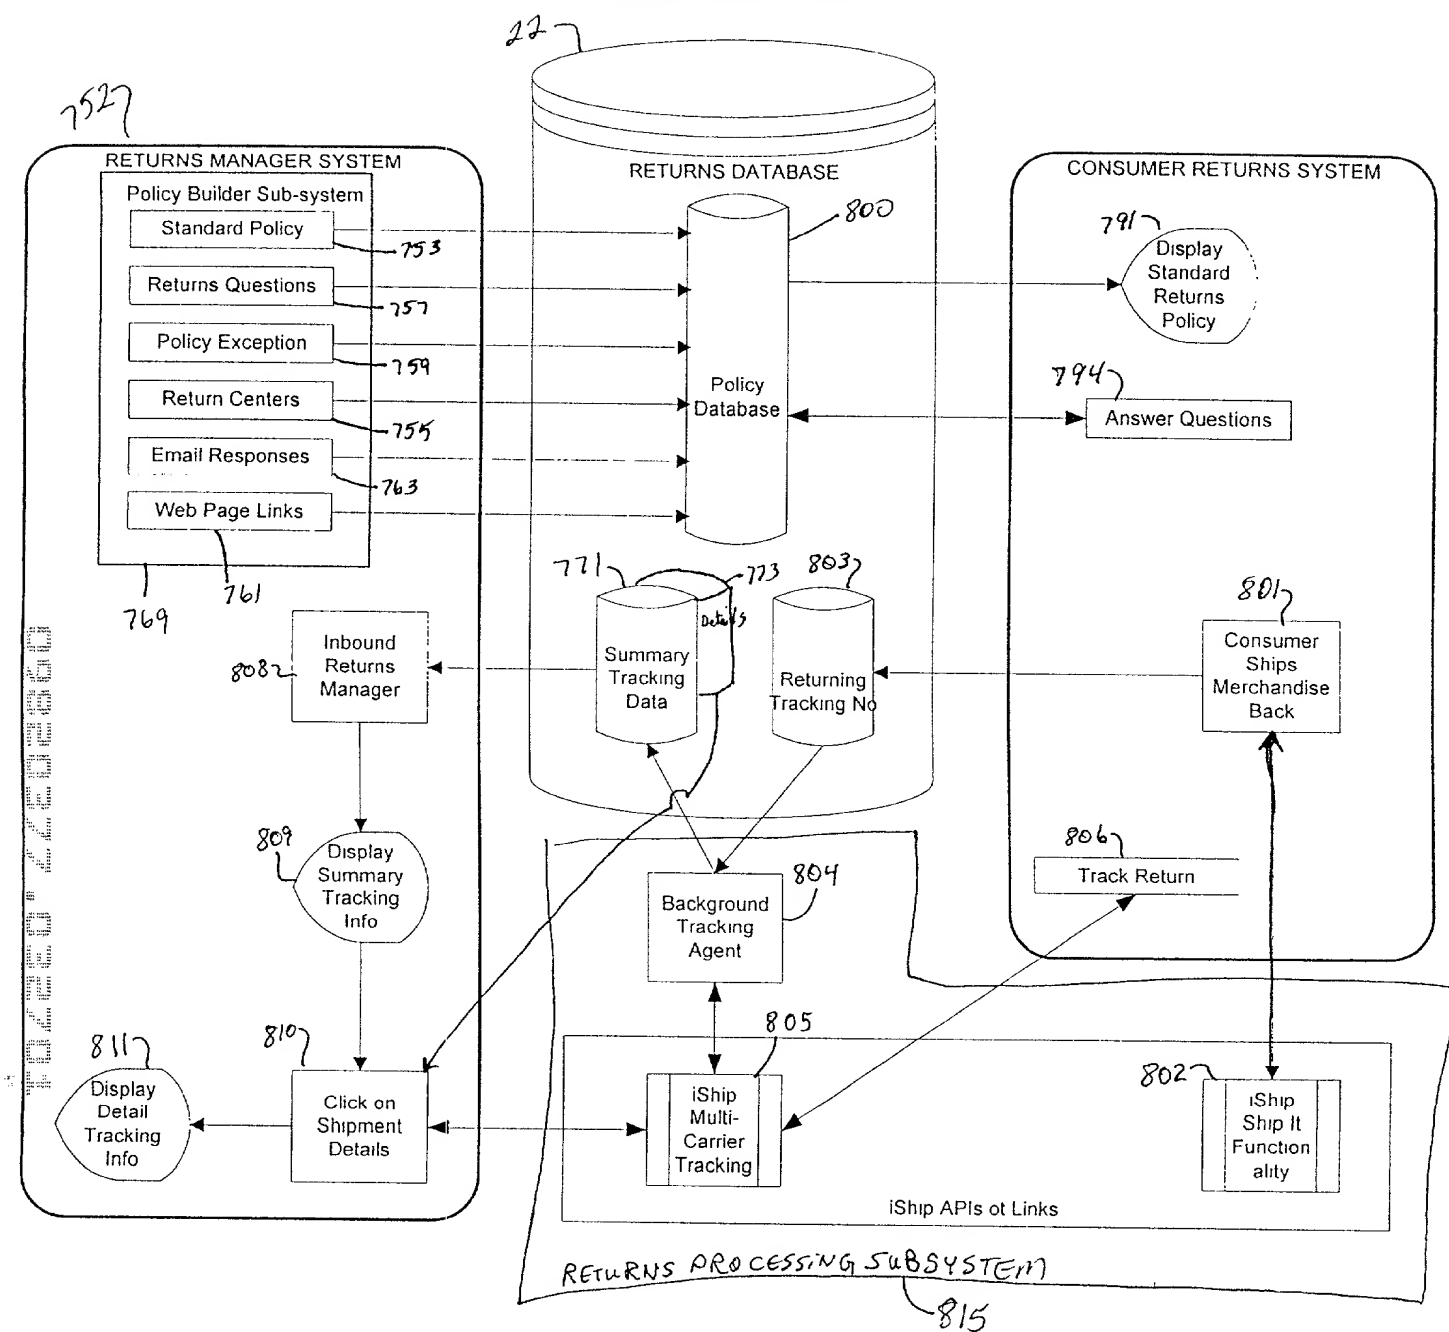 22
752
RETURNS MANAGER SYSTEM
Policy Builder Sub-system
Standard Policy
753
Returns Questions
757
Policy Exception
759
Return Centers
755
Email Responses
763
Web Page Links
761
769
RETURNS DATABASE
800
Policy
Database
CONSUMER RETURNS SYSTEM
791
Display
Standard
Returns
Policy
794
Answer Questions
771
773
Details
Summary
Tracking
Data
803
Returning
Tracking No
801
Consumer
Ships
Merchandise
Back
808
Inbound
Returns
Manager
809
Display
Summary
Tracking
Info
804
Background
Tracking
Agent
806
Track Return
811
Display
Detail
Tracking
Info
810
Click on
Shipment
Details
805
iShip
Multi-
Carrier
Tracking
802
iShip
Ship It
Function
ality
iShip APIs ot Links
RETURNS PROCESSING SUBSYSTEM
815